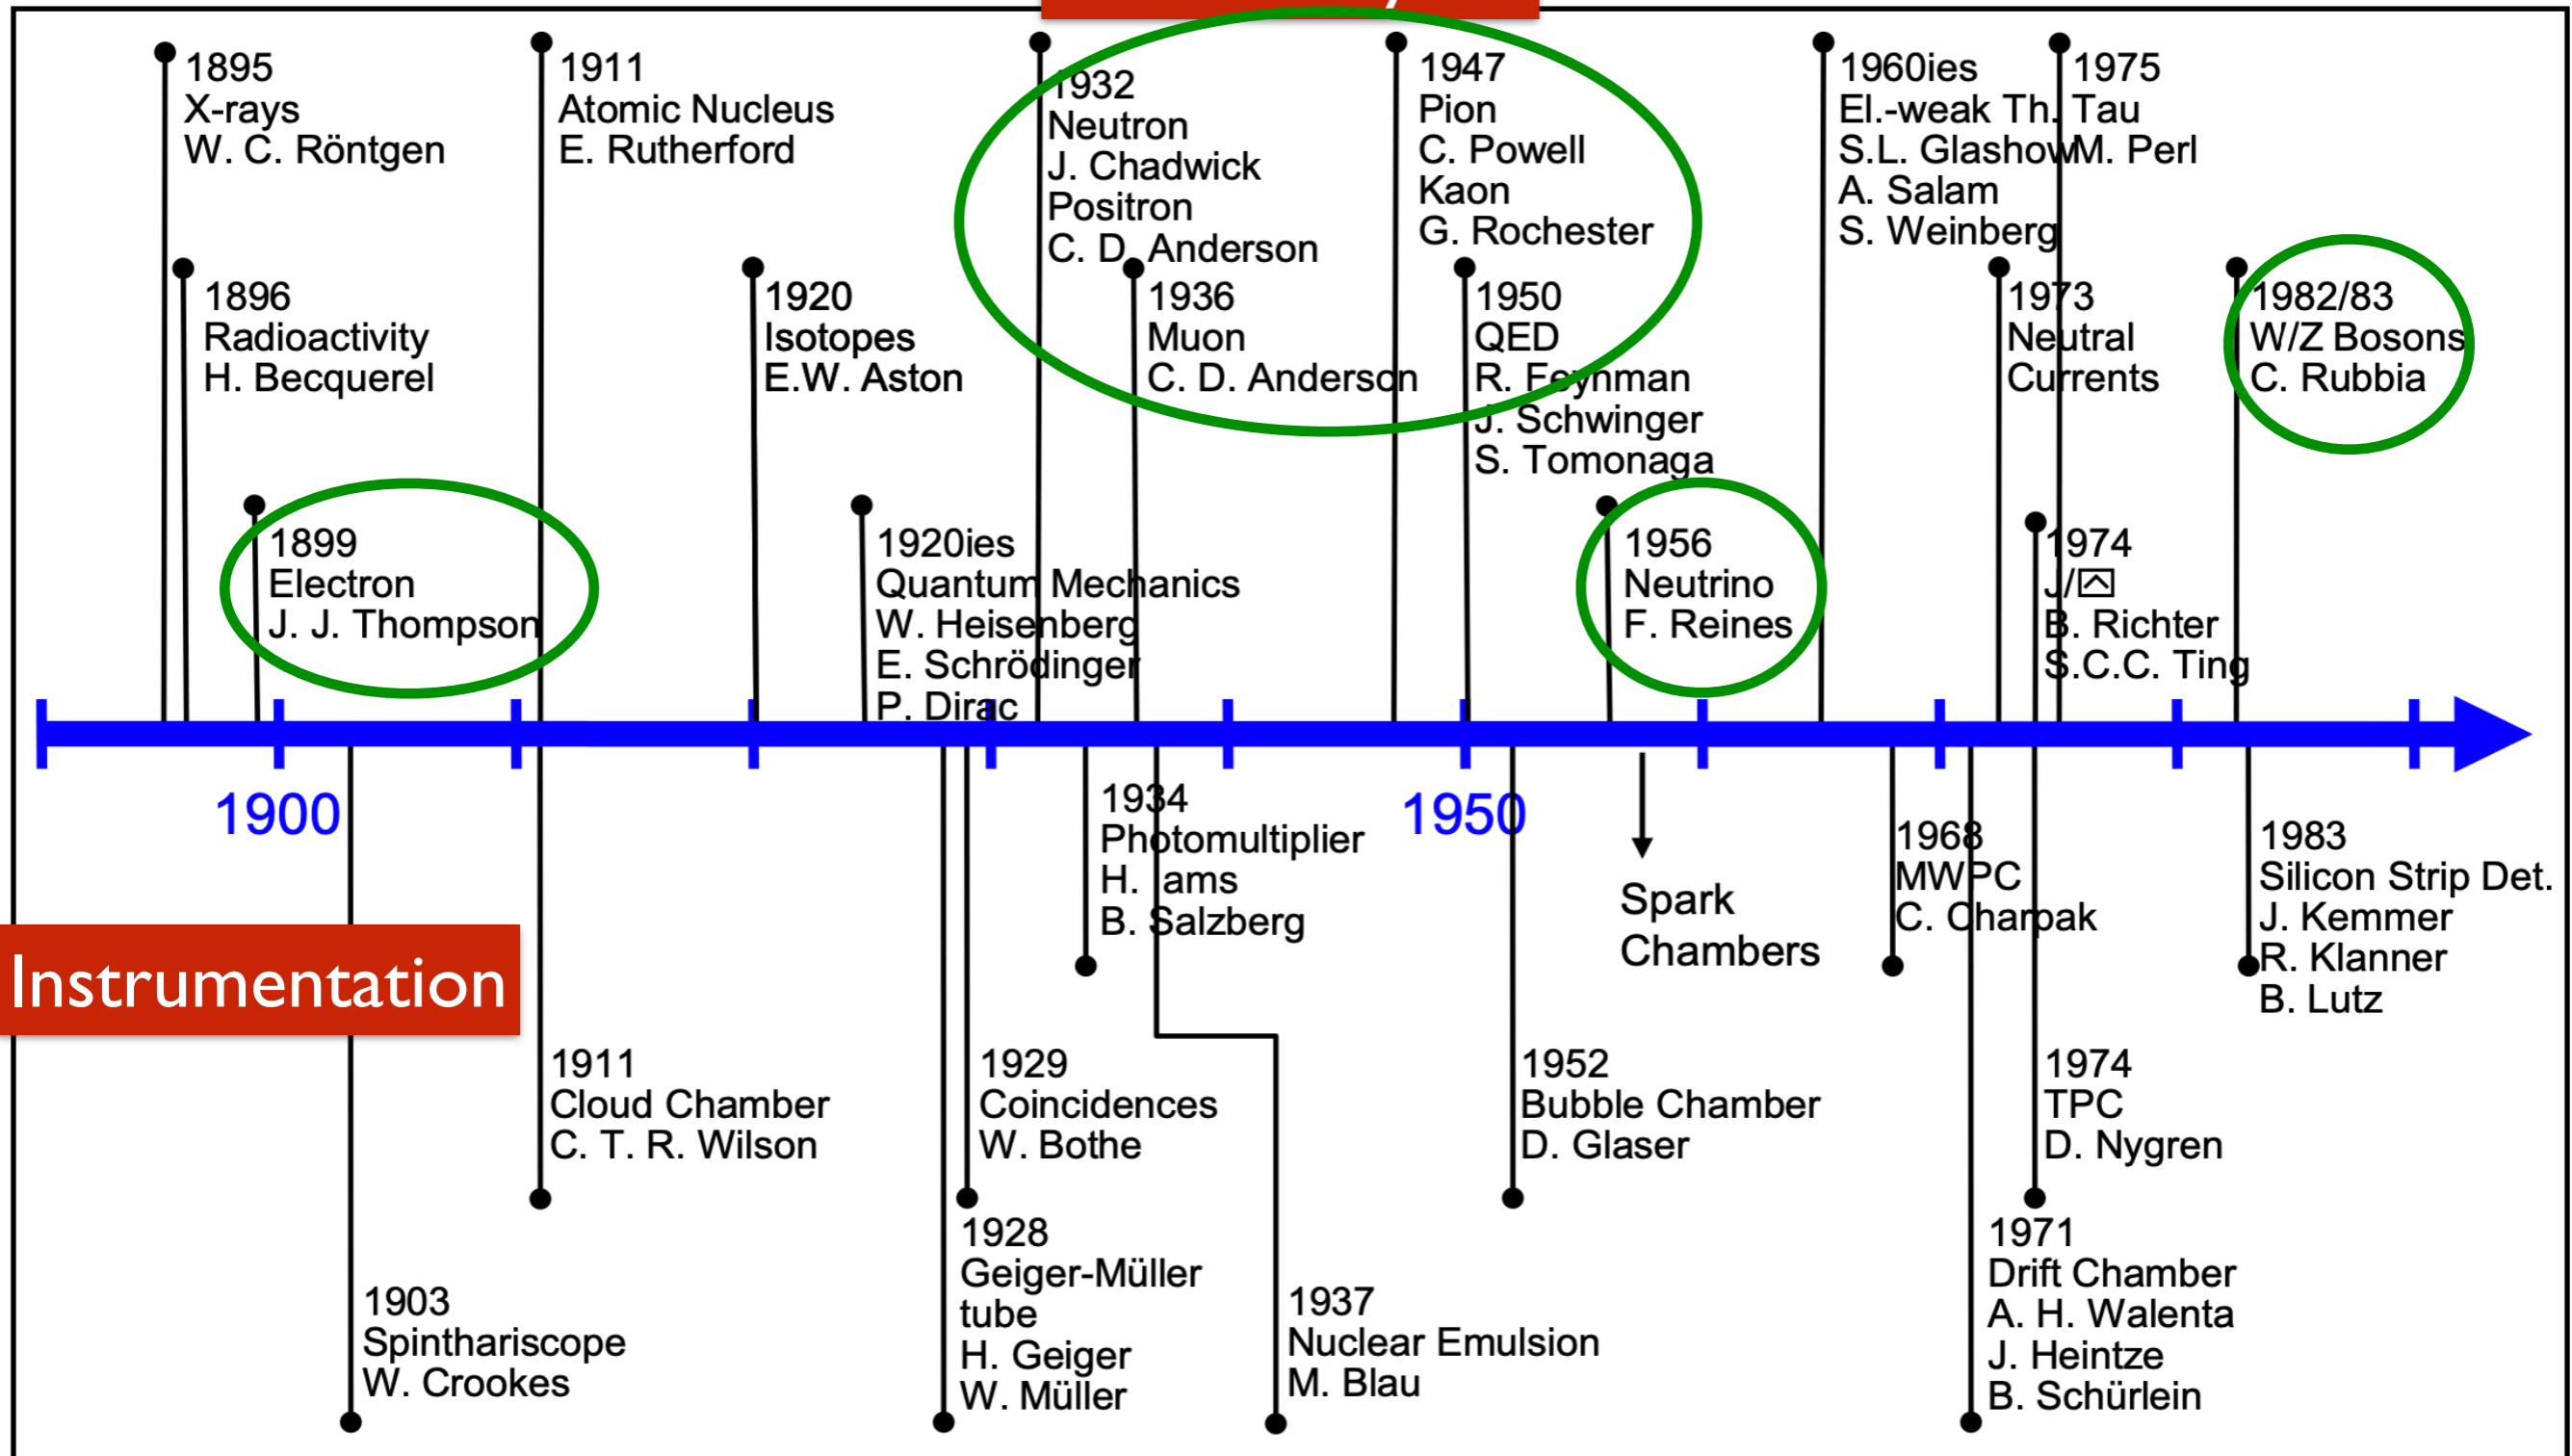 1895
X-rays
W. C. Röntgen
1911
Atomic Nucleus
E. Rutherford
1932
Neutron
J. Chadwick
Positron
C. D. Anderson
1947
Pion
C. Powell
Kaon
G. Rochester
1960ies
El.-weak Th.
S.L. Glashow
A. Salam
S. Weinberg
1975
Tau
M. Perl
1896
Radioactivity
H. Becquerel
1920
Isotopes
E.W. Aston
1936
Muon
C. D. Anderson
1950
QED
R. Feynman
J. Schwinger
S. Tomonaga
1973
Neutral
Currents
1982/83
W/Z Bosons
C. Rubbia
1899
Electron
J. J. Thompson
1920ies
Quantum Mechanics
W. Heisenberg
E. Schrödinger
P. Dirac
1956
Neutrino
F. Reines
1974
J/
B. Richter
S.C.C. Ting
1900
1950
1934
Photomultiplier
H. ams
B. Salzberg
Spark
Chambers
1968
MWPC
C. Charpak
1983
Silicon Strip Det.
J. Kemmer
R. Klanner
B. Lutz
Instrumentation
1911
Cloud Chamber
C. T. R. Wilson
1929
Coincidences
W. Bothe
1952
Bubble Chamber
D. Glaser
1974
TPC
D. Nygren
1903
Spinthariscope
W. Crookes
1928
Geiger-Müller
tube
H. Geiger
W. Müller
1937
Nuclear Emulsion
M. Blau
1971
Drift Chamber
A. H. Walenta
J. Heintze
B. Schürlein